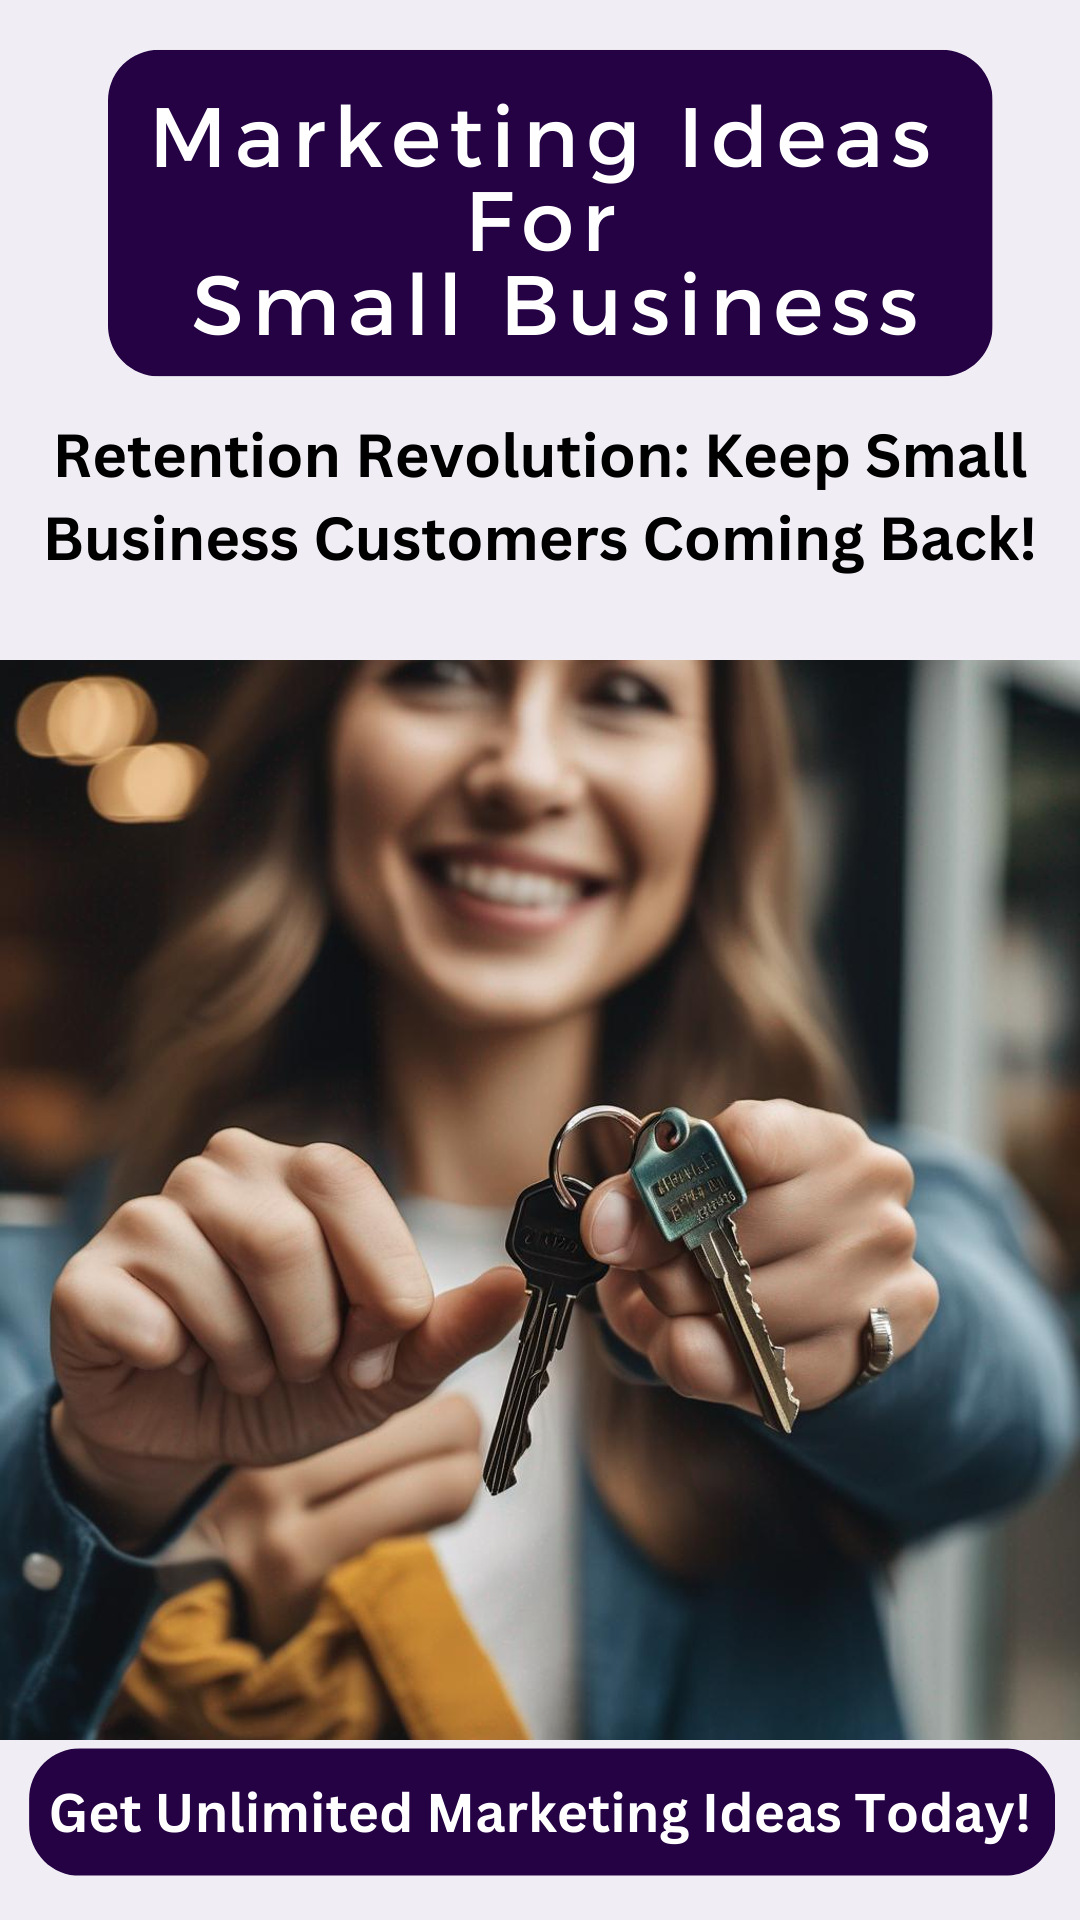 Marketing Ideas
For
Small Business
Retention Revolution: Keep Small
Business Customers Coming Back!
Get Unlimited Marketing Ideas Today!